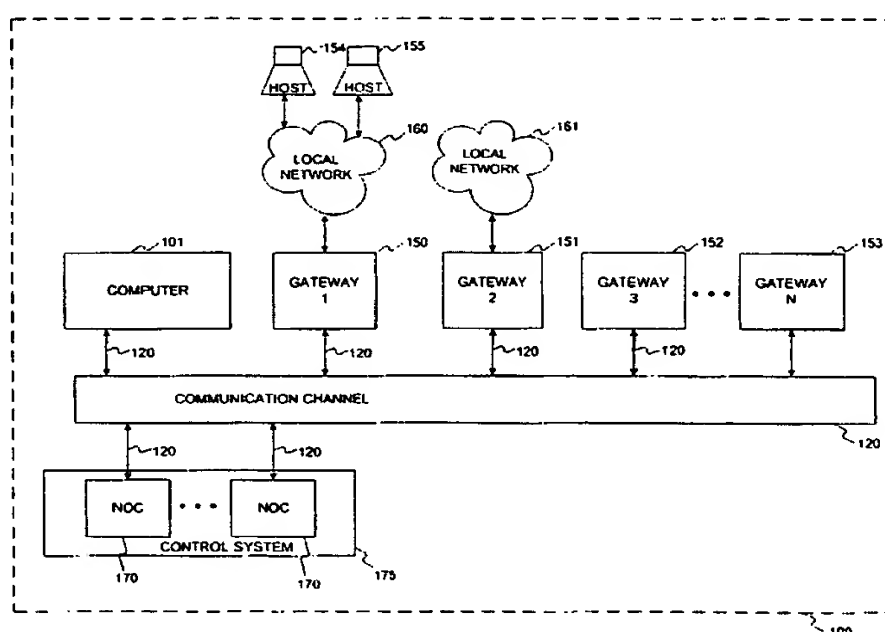 154 155
HOST HOST
160 161
LOCAL NETWORK
LOCAL NETWORK
101 150 151 152 153
COMPUTER
GATEWAY 1
GATEWAY 2
GATEWAY 3
GATEWAY N
120 120 120 120
COMMUNICATION CHANNEL
120
120 120
NOC NOC
CONTROL SYSTEM
170 170 175